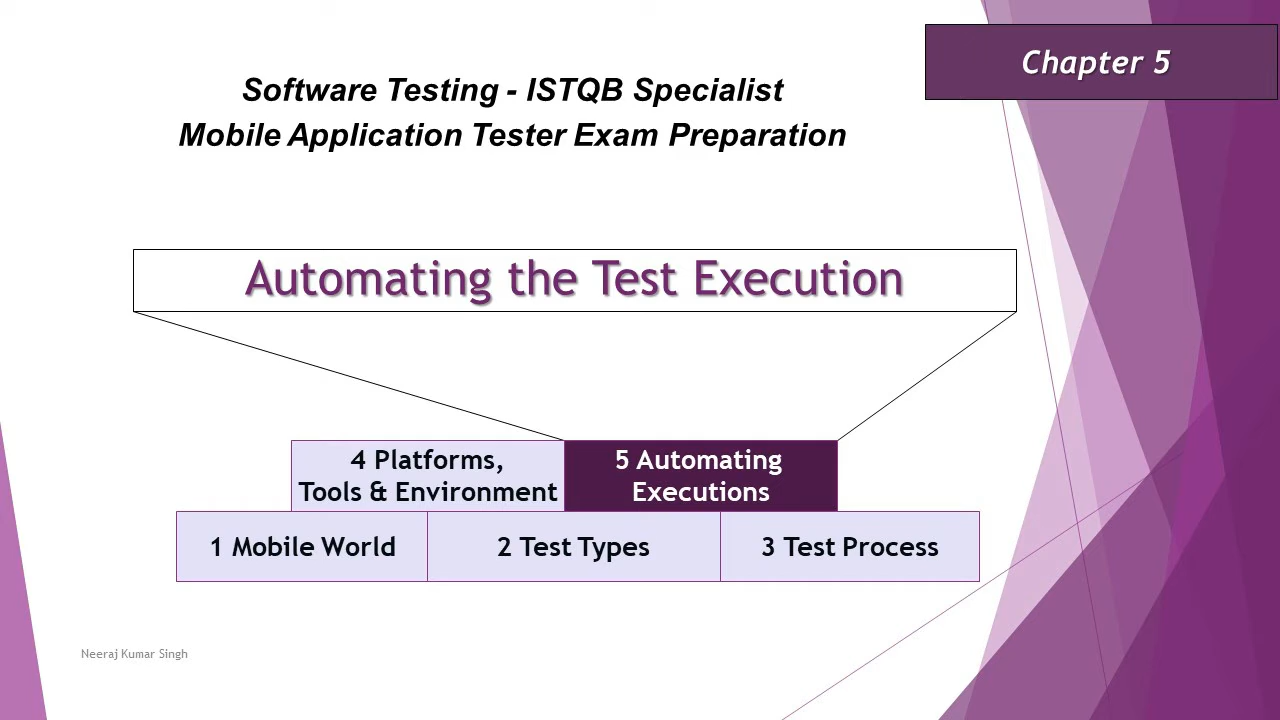 Chapter 5
Software Testing - ISTQB Specialist
Mobile Application Tester Exam Preparation
Automating the Test Execution
4 Platforms,
Tools & Environment
5 Automating
Executions
1 Mobile World
2 Test Types
3 Test Process
Neeraj Kumar Singh